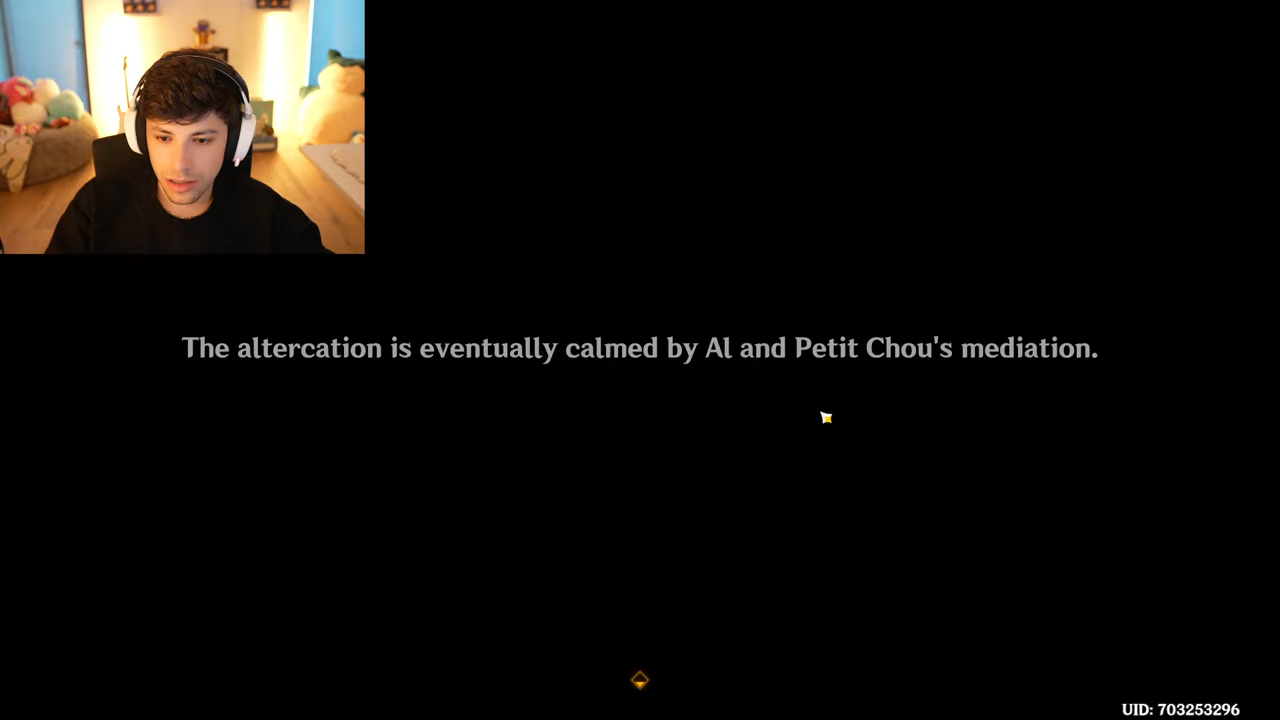 The altercation is eventually calmed by Al and Petit Chou's mediation.
UID: 703253296